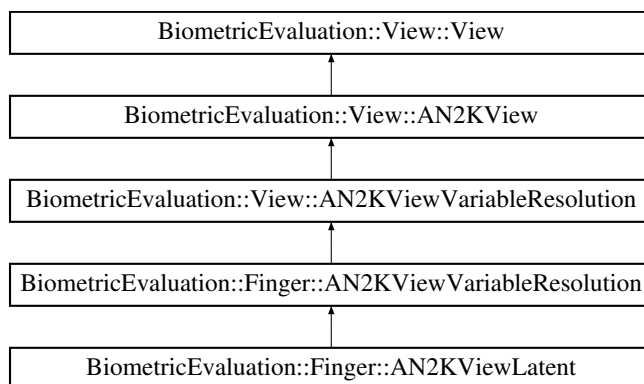 BiometricEvaluation::View::View
BiometricEvaluation::View::AN2KView
BiometricEvaluation::View::AN2KViewVariableResolution
BiometricEvaluation::Finger::AN2KViewVariableResolution
BiometricEvaluation::Finger::AN2KViewLatent